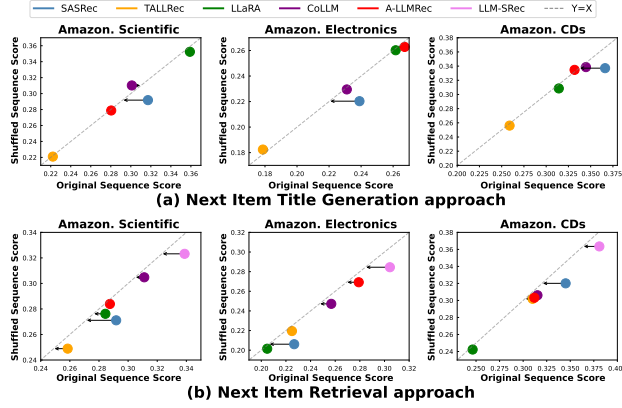 SASRec TALLRec LLaRA CoLLM A-LLMRec LLM-SRec Y=X
Amazon. Scientific Amazon. Electronics Amazon. CDs
Shuffled Sequence Score
0.36
0.34
0.32
0.30
0.28
0.26
0.24
0.22
0.22 0.24 0.26 0.28 0.30 0.32 0.34 0.36
Original Sequence Score
Shuffled Sequence Score
0.26
0.24
0.22
0.20
0.18
0.18 0.20 0.22 0.24 0.26
Original Sequence Score
Shuffled Sequence Score
0.38
0.36
0.34
0.32
0.30
0.28
0.26
0.24
0.22
0.20
0.200 0.225 0.250 0.275 0.300 0.325 0.350 0.375
Original Sequence Score
(a) Next Item Title Generation approach
Amazon. Scientific Amazon. Electronics Amazon. CDs
Shuffled Sequence Score
0.34
0.32
0.30
0.28
0.26
0.24
0.24 0.26 0.28 0.30 0.32 0.34
Original Sequence Score
Shuffled Sequence Score
0.32
0.30
0.28
0.26
0.24
0.22
0.20
0.20 0.22 0.24 0.26 0.28 0.30 0.32
Original Sequence Score
Shuffled Sequence Score
0.38
0.36
0.34
0.32
0.30
0.28
0.26
0.24
0.250 0.275 0.300 0.325 0.350 0.375 0.400
Original Sequence Score
(b) Next Item Retrieval approach